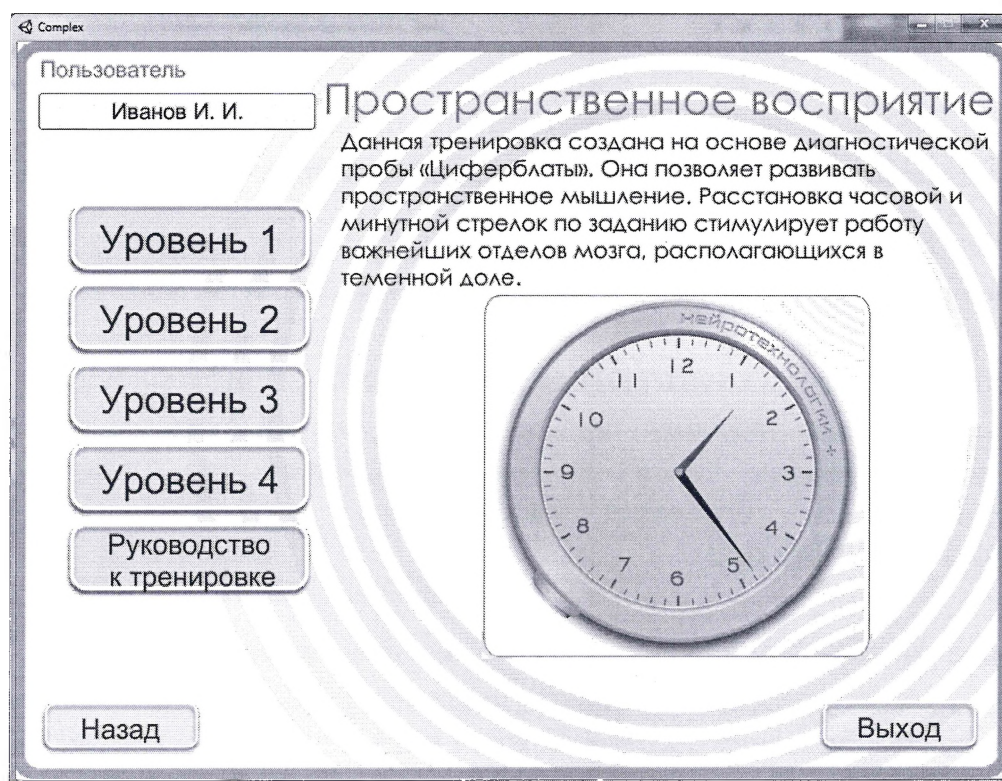 Complex
Пользователь
Иванов И. И.
Пространственное восприятие
Данная тренировка создана на основе диагностической
пробы «Циферблаты». Она позволяет развивать
пространственное мышление. Расстановка часовой и
минутной стрелок по заданию стимулирует работу
важнейших отделов мозга, располагающихся в
теменной доле.
Уровень 1
Уровень 2
Уровень 3
Уровень 4
Руководство
к тренировке
нейротехнологии +
12
1
2
3
4
5
6
7
8
9
10
11
Назад
Выход